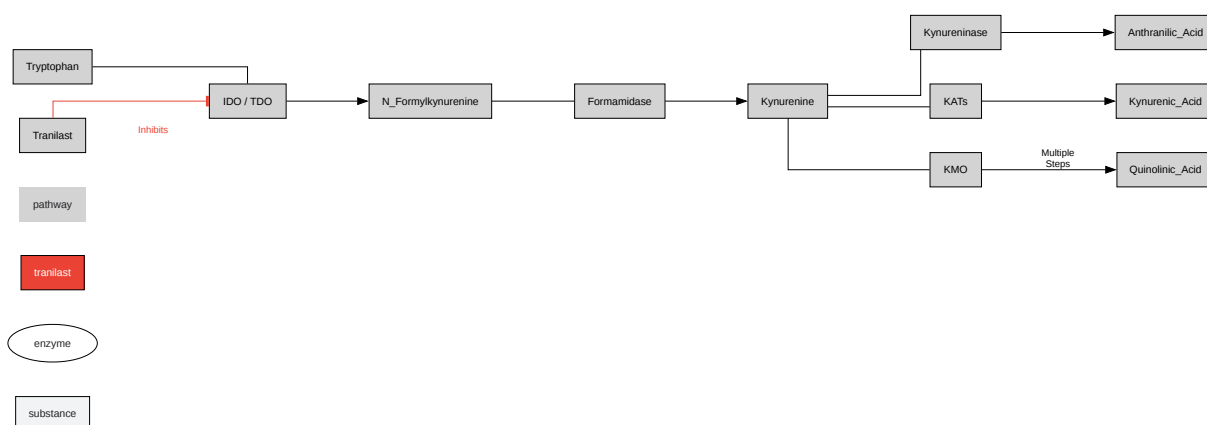 Kynureninase
Anthranilic_Acid
Tryptophan
IDO / TDO
N_Formylkynurenine
Formamidase
Kynurenine
KATs
Kynurenic_Acid
Tranilast
Inhibits
KMO
Multiple
Steps
Quinolinic_Acid
pathway
tranilast
enzyme
substance